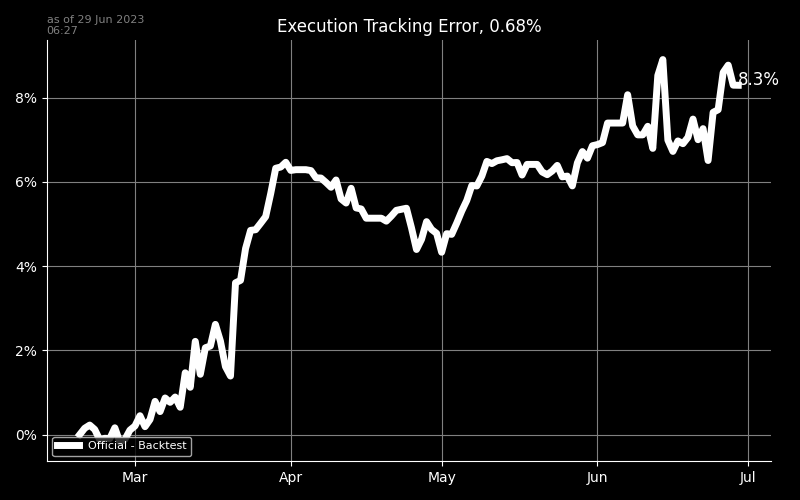 as of 29 Jun 2023
06:27
Execution Tracking Error, 0.68%
8.3%
8%
6%
4%
2%
0%
Official - Backtest
Mar
Apr
May
Jun
Jul